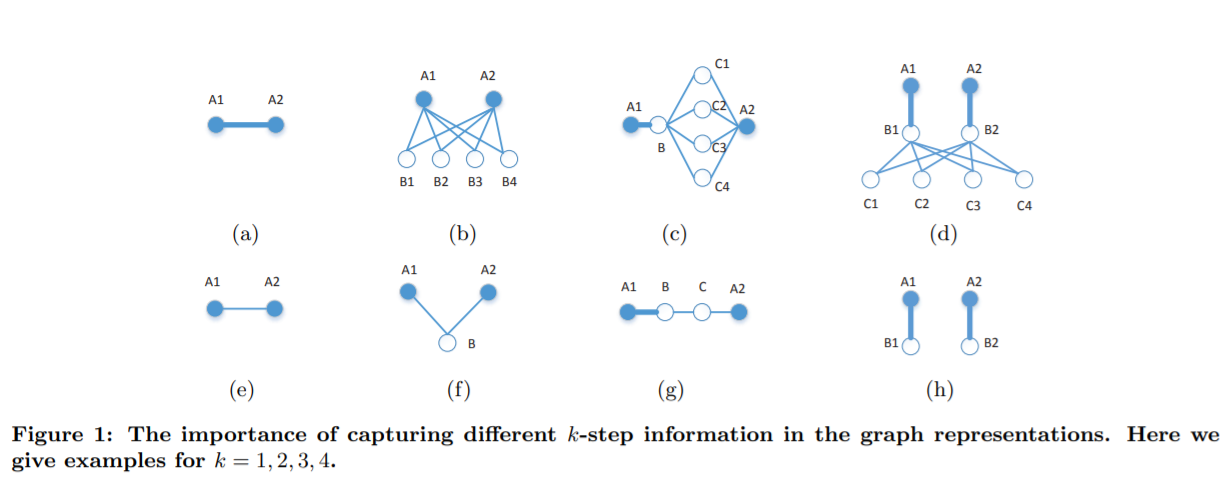 A1 A2
(a)
A1 A2
B1 B2 B3 B4
(b)
A1 B C1 C2 C3 C4 A2
(c)
A1 A2
B1 B2
C1 C2 C3 C4
(d)
A1 A2
(e)
A1 A2
B
(f)
A1 B C A2
(g)
A1 A2
B1 B2
(h)
Figure 1: The importance of capturing different k-step information in the graph representations. Here we
give examples for k = 1, 2, 3, 4.